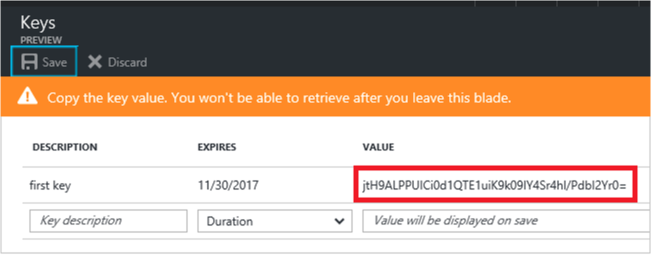 Keys
PREVIEW
Save Discard
Copy the key value. You won't be able to retrieve after you leave this blade.
DESCRIPTION EXPIRES VALUE
first key 11/30/2017 jtH9ALPPUICi0d1QTE1uiK9k09IY4Sr4hI/PdbI2Yr0=
Key description Duration Value will be displayed on save